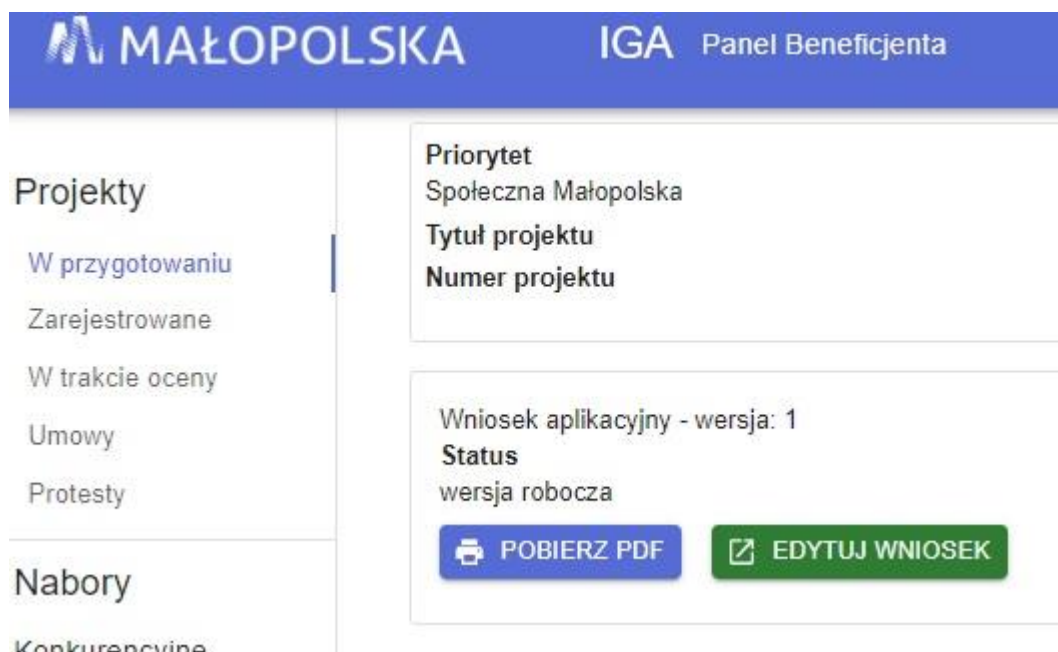 MAŁOPOLSKA IGA Panel Beneficjenta
Projekty
W przygotowaniu
Zarejestrowane
W trakcie oceny
Umowy
Protesty
Nabory
Konkurencyjne
Priorytet
Społeczna Małopolska
Tytuł projektu
Numer projektu
Wniosek aplikacyjny - wersja: 1
Status
wersja robocza
POBIERZ PDF EDYTUJ WNIOSEK